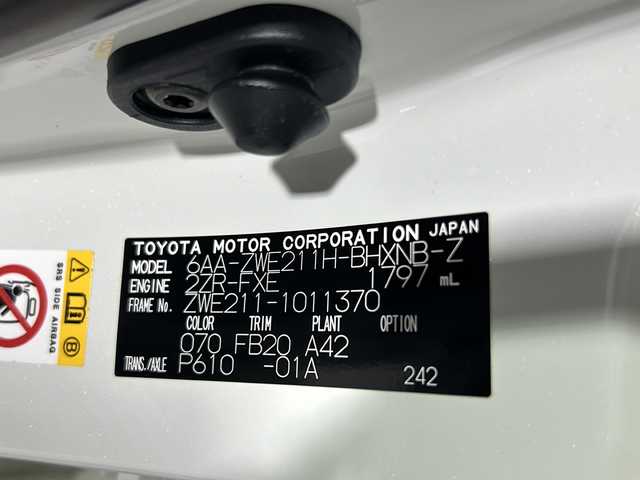 TOYOTA MOTOR CORPORATION JAPAN
MODEL 6AA-ZWE211H-BHXNB-Z
ENGINE 2ZR-FXE 1797 mL
FRAME No. ZWE211-1011370
COLOR TRIM PLANT OPTION
070 FB20 A42
TRANS./AXLE P610 -01A
242
SRS SIDE AIRBAG
B